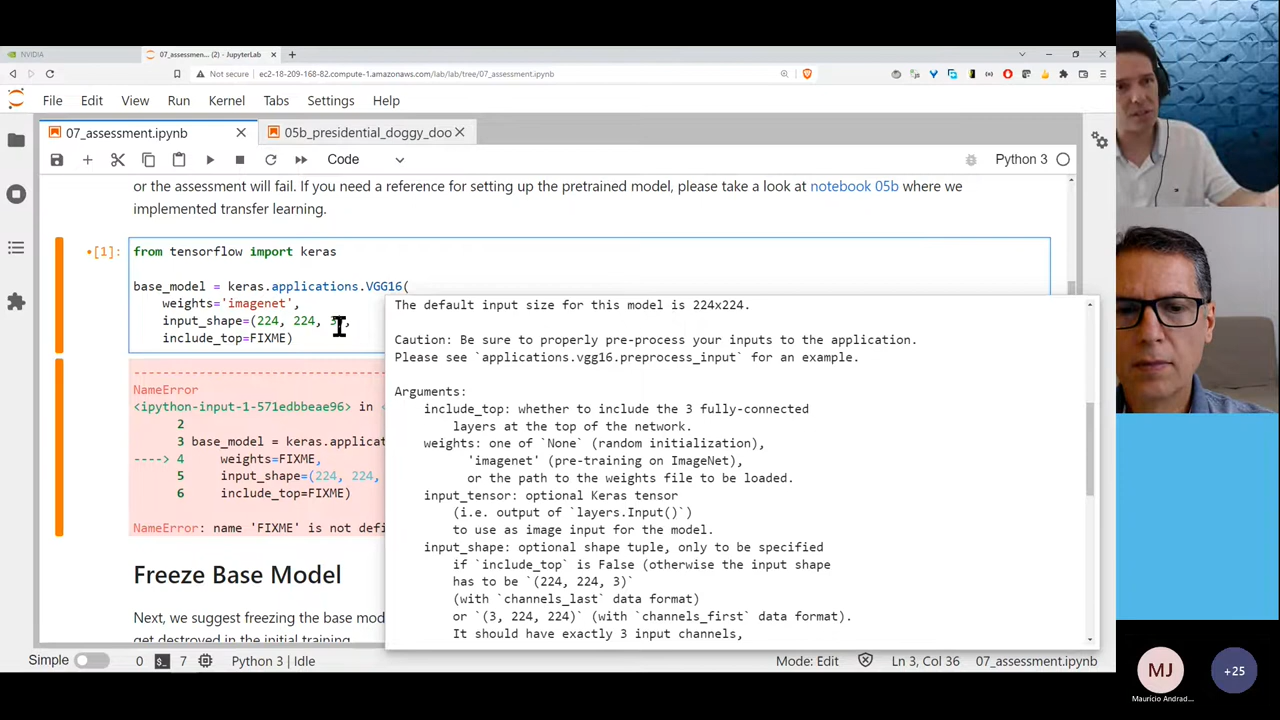 NVIDIA
07_assessmen... (2) - JupyterLab
Not secure ec2-18-209-168-82.compute-1.amazonaws.com/lab/lab/tree/07_assessment.ipynb
File Edit View Run Kernel Tabs Settings Help
07_assessment.ipynb
05b_presidential_doggy_doo
Code
Python 3
or the assessment will fail. If you need a reference for setting up the pretrained model, please take a look at notebook 05b where we
implemented transfer learning.
[1]:
from tensorflow import keras
base_model = keras.applications.VGG16(
weights='imagenet',
input_shape=(224, 224, 3),
include_top=FIXME)
---------------------------
NameError
<ipython-input-1-571edbbeae96> in <
2
3 base_model = keras.applicat
----> 4 weights=FIXME,
5 input_shape=(224, 224,
6 include_top=FIXME)
NameError: name 'FIXME' is not defi
The default input size for this model is 224x224.
Caution: Be sure to properly pre-process your inputs to the application.
Please see `applications.vgg16.preprocess_input` for an example.
Arguments:
include_top: whether to include the 3 fully-connected
layers at the top of the network.
weights: one of `None` (random initialization),
'imagenet' (pre-training on ImageNet),
or the path to the weights file to be loaded.
input_tensor: optional Keras tensor
(i.e. output of `layers.Input()`)
to use as image input for the model.
input_shape: optional shape tuple, only to be specified
if `include_top` is False (otherwise the input shape
has to be `(224, 224, 3)`
(with `channels_last` data format)
or `(3, 224, 224)` (with `channels_first` data format).
It should have exactly 3 input channels,
Freeze Base Model
Next, we suggest freezing the base mod
get destroyed in the initial training.
Simple 0 7 Python 3 | Idle
Mode: Edit Ln 3, Col 36 07_assessment.ipynb
MJ
Mauricio Andrad...
+25